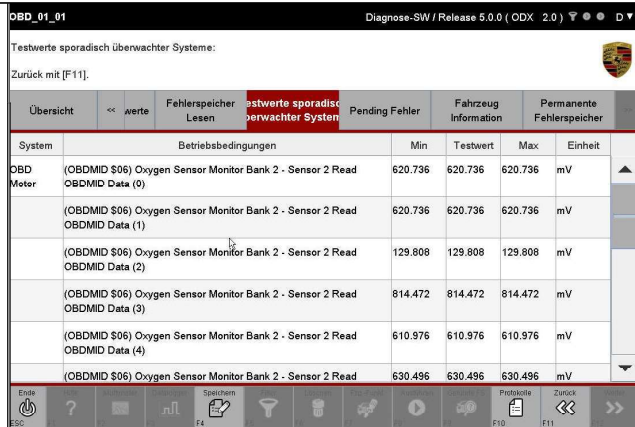 OBD_01_01
Diagnose-SW / Release 5.0.0 ( ODX 2.0 )
D
Testwerte sporadisch überwachter Systeme:
Zurück mit [F11].
Übersicht
<<
werte
Fehlerspeicher
Lesen
estwerte sporadisc
berwachter System
Pending Fehler
Fahrzeug
Information
Permanente
Fehlerspeicher
System Betriebsbedingungen Min Testwert Max Einheit
OBD
Motor
(OBDMID $06) Oxygen Sensor Monitor Bank 2 - Sensor 2 Read 620.736 620.736 620.736 mV
OBDMID Data (0)
(OBDMID $06) Oxygen Sensor Monitor Bank 2 - Sensor 2 Read 620.736 620.736 620.736 mV
OBDMID Data (1)
(OBDMID $06) Oxygen Sensor Monitor Bank 2 - Sensor 2 Read 129.808 129.808 129.808 mV
OBDMID Data (2)
(OBDMID $06) Oxygen Sensor Monitor Bank 2 - Sensor 2 Read 814.472 814.472 814.472 mV
OBDMID Data (3)
(OBDMID $06) Oxygen Sensor Monitor Bank 2 - Sensor 2 Read 610.976 610.976 610.976 mV
OBDMID Data (4)
(OBDMID $06) Oxygen Sensor Monitor Bank 2 - Sensor 2 Read 630.496 630.496 630.496 mV
Ende
ESC
Speichern
F4
Protokolle
F10
Zurück
F11